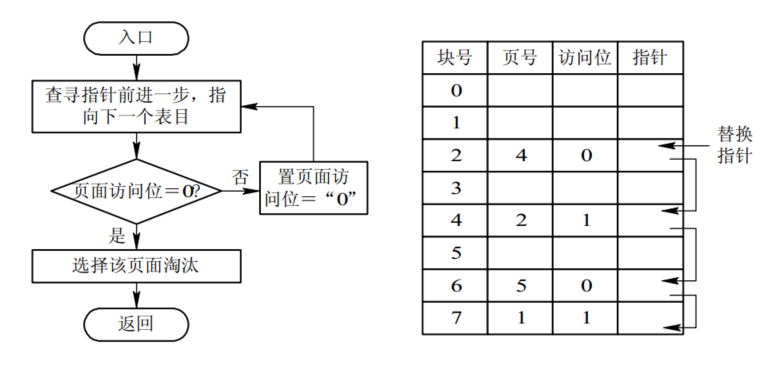 入口
查寻指针前进一步，指
向下一个表目
页面访问位＝0?
否
置页面访
问位＝“0”
是
选择该页面淘汰
返回
块号 页号 访问位 指针
0
1
2 4 0
3
4 2 1
5
6 5 0
7 1 1
替换
指针